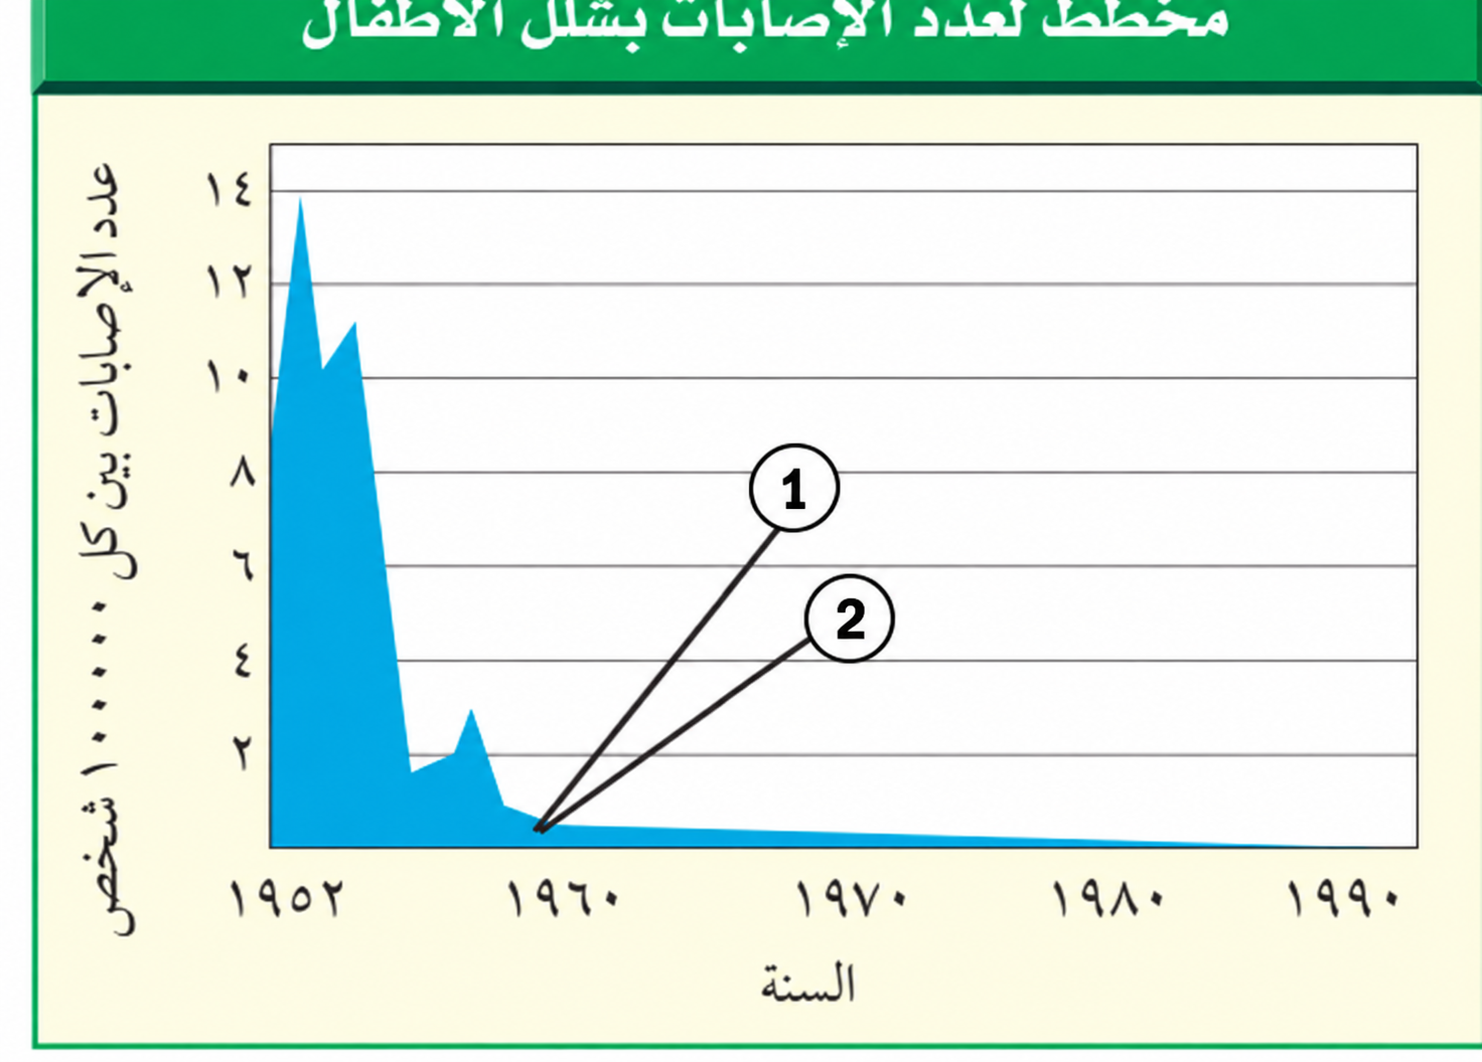 مخطط لعدد الإصابات بشلل الأطفال
عدد الإصابات بين كل ١٠٠٠٠٠ شخص
١٤
١٢
١٠
٨
٦
٤
٢
1
2
١٩٥٢ ١٩٦٠ ١٩٧٠ ١٩٨٠ ١٩٩٠
السنة